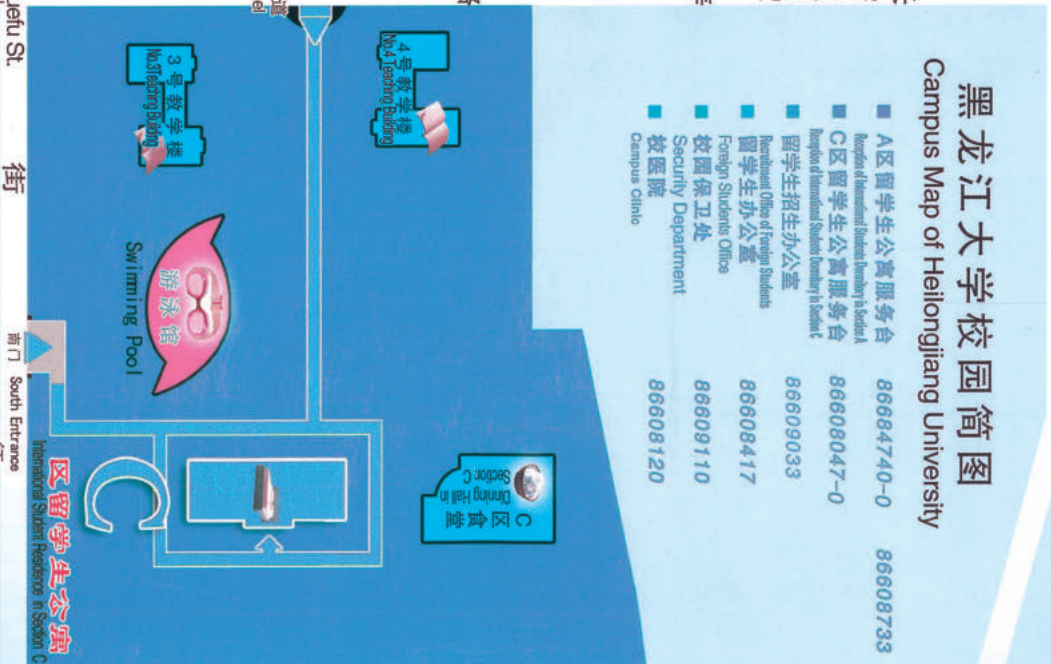 黑龙江大学校园简图
Campus Map of Heilongjiang University
A区留学生公寓服务台 86684740-0 86608733
Reception of International Students Dormitory in Section A
C区留学生公寓服务台 86608047-0
Reception of International Students Dormitory in Section C
留学生招生办公室 86609033
Recruitment Office of Foreign Students
留学生办公室 86608417
Foreign Students Office
校园保卫处 86609110
Security Department
校医院 86608120
Campus Clinic
4号教学楼
No.4 Teaching Building
3号教学楼
No.3Teaching Building
游泳馆
Swimming Pool
C区食堂
Dinning Hall in
Section C
C
区留学生公寓
International Student Residence in Section C
南门 South Entrance
uefu St. 街
道
el